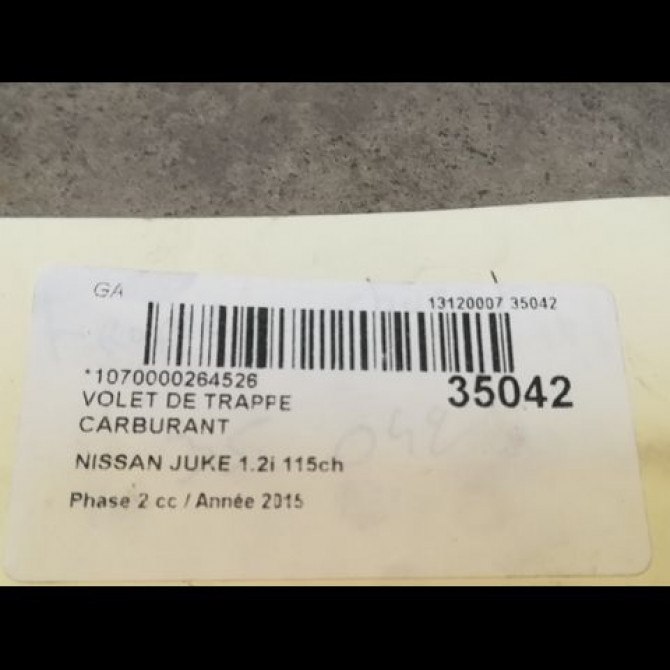 GA
13120007 35042
*1070000264526
35042
VOLET DE TRAPPE
CARBURANT
NISSAN JUKE 1.2i 115ch
Phase 2 cc / Année 2015